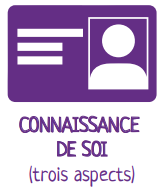 CONNAISSANCE
DE SOI
(trois aspects)